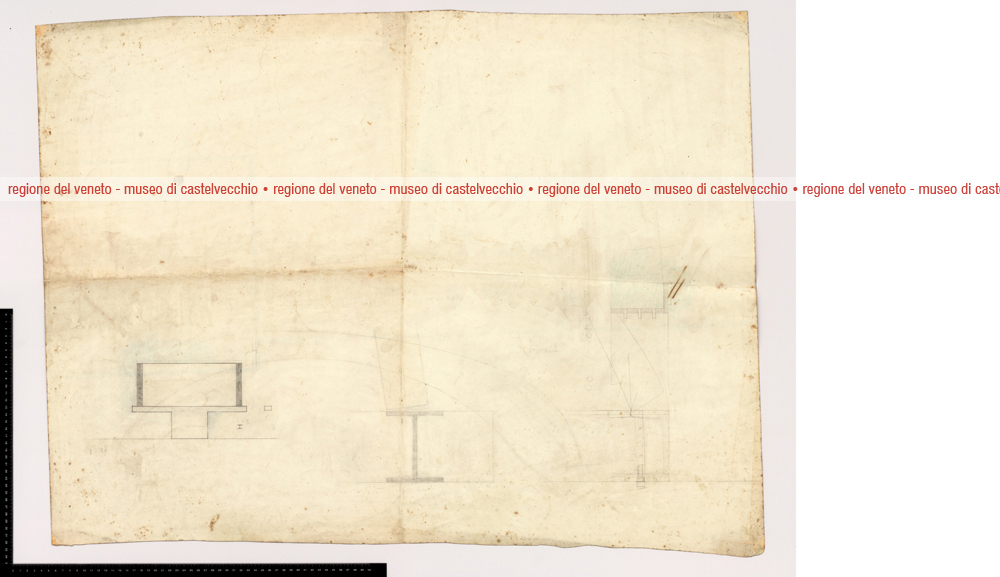 regione del veneto - museo di castelvecchio • regione del veneto - museo di castelvecchio • regione del veneto - museo di castelvecchio • regione del veneto - museo di cast